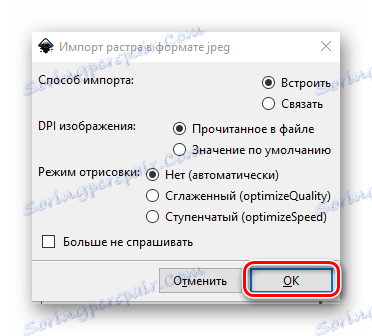 Импорт растра в формате jpeg
Способ импорта:
Встроить
Связать
DPI изображения:
Прочитанное в файле
Значение по умолчанию
Режим отрисовки:
Нет (автоматически)
Сглаженный (optimizeQuality)
Ступенчатый (optimizeSpeed)
Больше не спрашивать
Отменить
OK